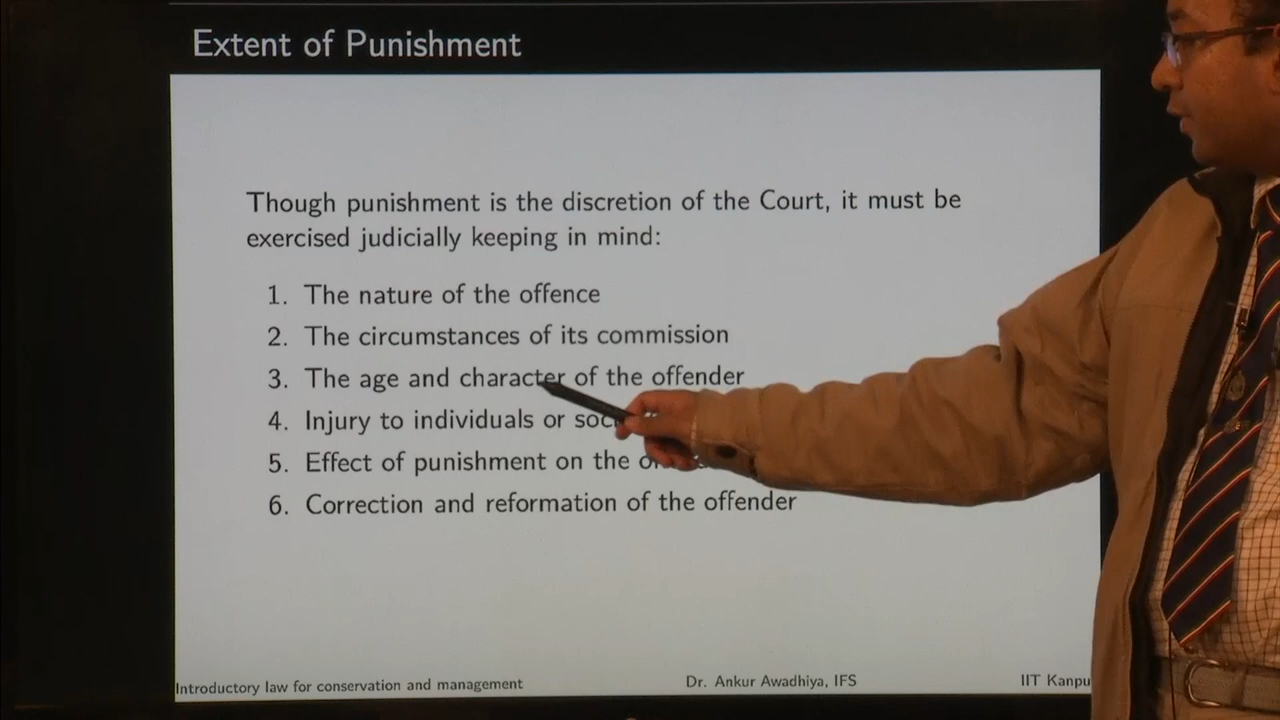 Extent of Punishment
Though punishment is the discretion of the Court, it must be
exercised judicially keeping in mind:
1. The nature of the offence
2. The circumstances of its commission
3. The age and character of the offender
4. Injury to individuals or
5. Effect of punishment on the
6. Correction and reformation of the offender
Introductory law for conservation and management
Dr. Ankur Awadhiya, IFS
IIT Kanpu